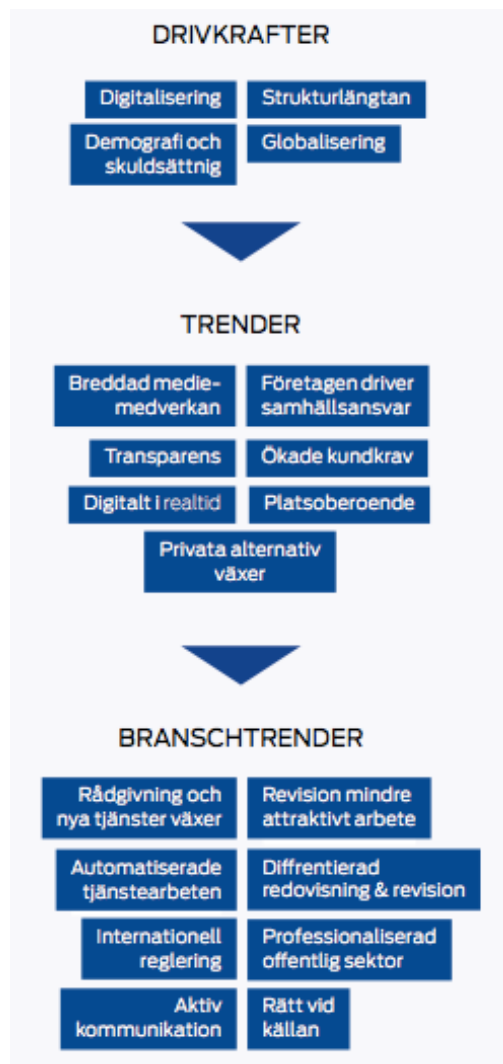 DRIVKRAFTER
Digitalisering
Strukturlängtan
Demografi och
skuldsättnig
Globalisering
TRENDER
Breddad medie-
medverkan
Företagen driver
samhällsansvar
Transparens
Ökade kundkrav
Digitalt i realtid
Platsoberoende
Privata alternativ
växer
BRANSCHTRENDER
Rådgivning och
nya tjänster växer
Revision mindre
attraktivt arbete
Automatiserade
tjänstearbeten
Diffrentierad
redovisning & revision
Internationell
reglering
Professionaliserad
offentlig sektor
Aktiv
kommunikation
Rätt vid
källan